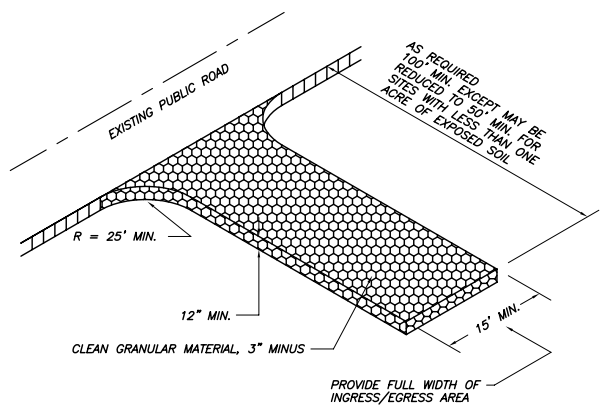 AS REQUIRED
100' MIN. EXCEPT MAY BE
REDUCED TO 50' MIN. FOR
SITES WITH LESS THAN ONE
ACRE OF EXPOSED SOIL
EXISTING PUBLIC ROAD
R = 25' MIN.
12" MIN.
15' MIN.
CLEAN GRANULAR MATERIAL, 3" MINUS
PROVIDE FULL WIDTH OF
INGRESS/EGRESS AREA